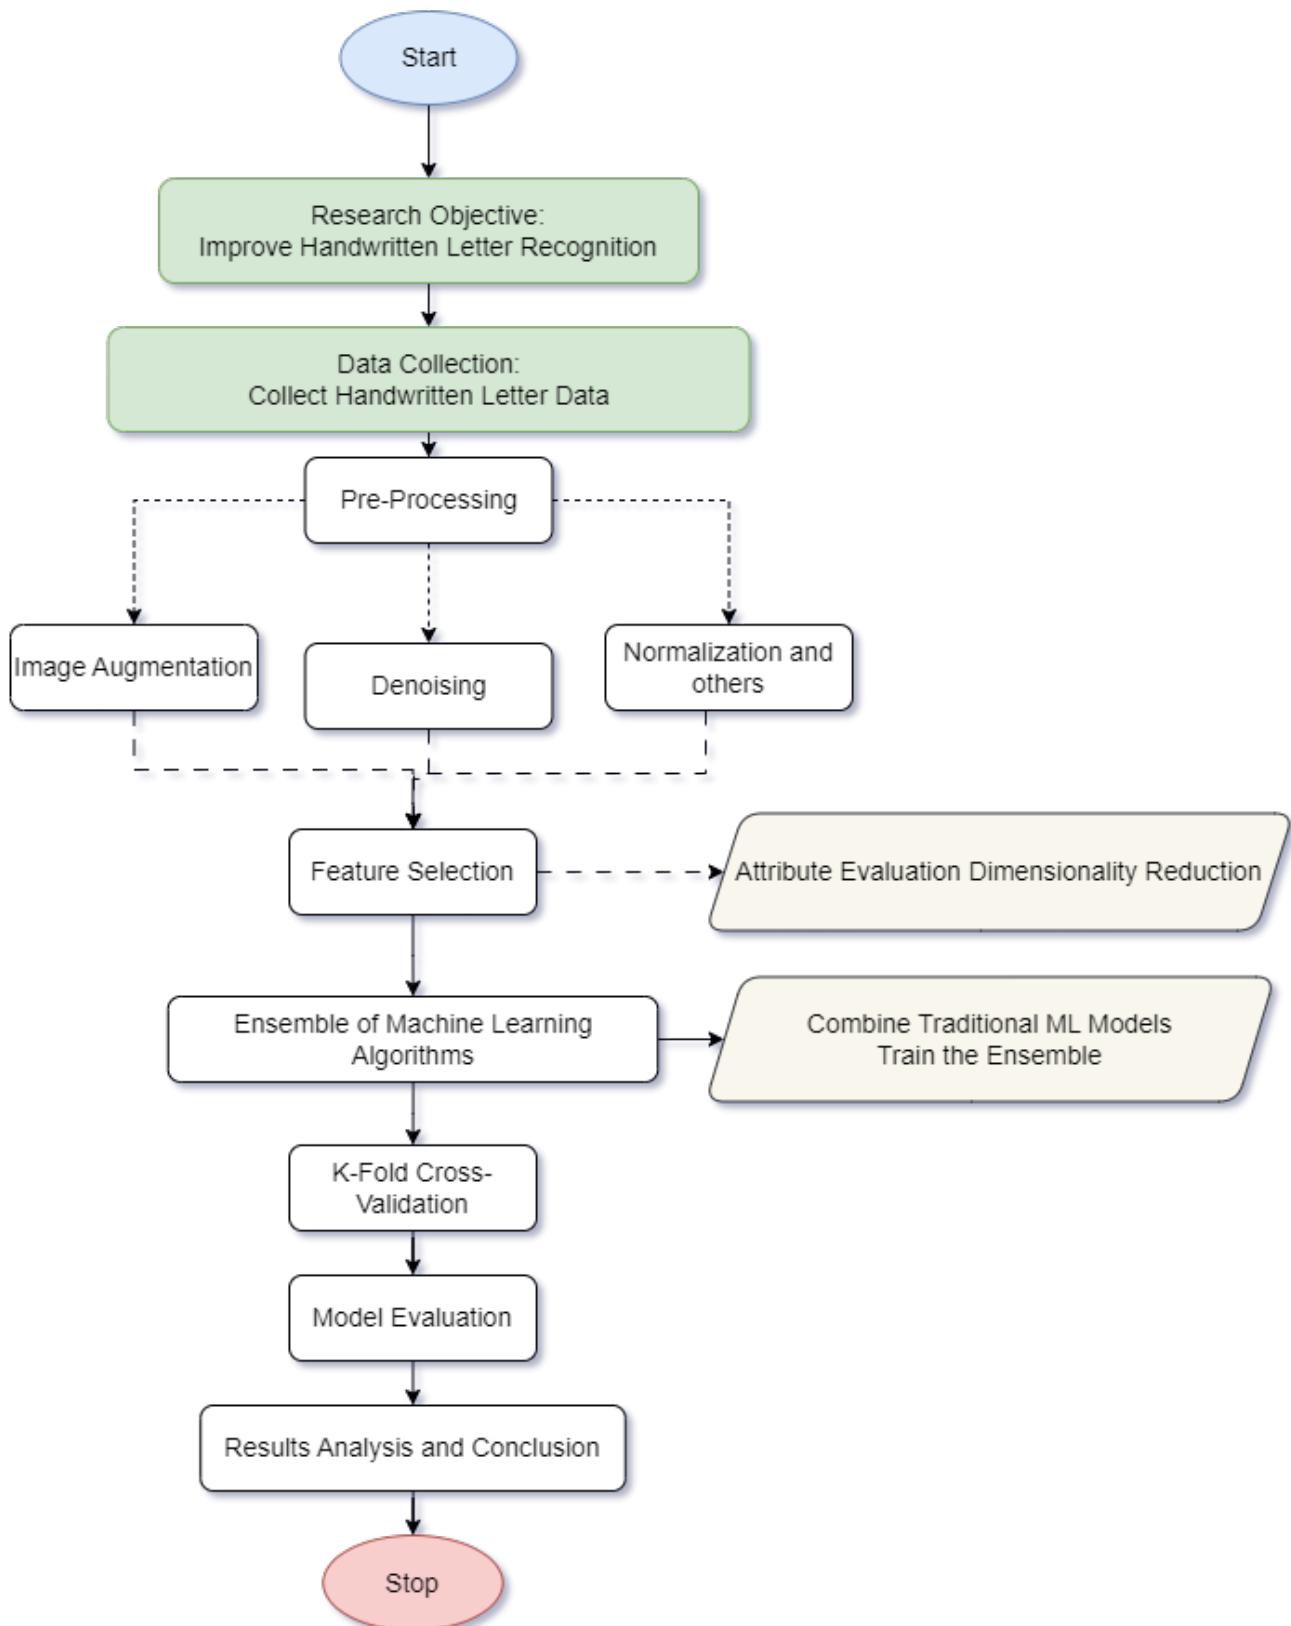 Start
Research Objective:
Improve Handwritten Letter Recognition
Data Collection:
Collect Handwritten Letter Data
Pre-Processing
Image Augmentation
Denoising
Normalization and
others
Feature Selection
Attribute Evaluation Dimensionality Reduction
Ensemble of Machine Learning
Algorithms
Combine Traditional ML Models
Train the Ensemble
K-Fold Cross-
Validation
Model Evaluation
Results Analysis and Conclusion
Stop